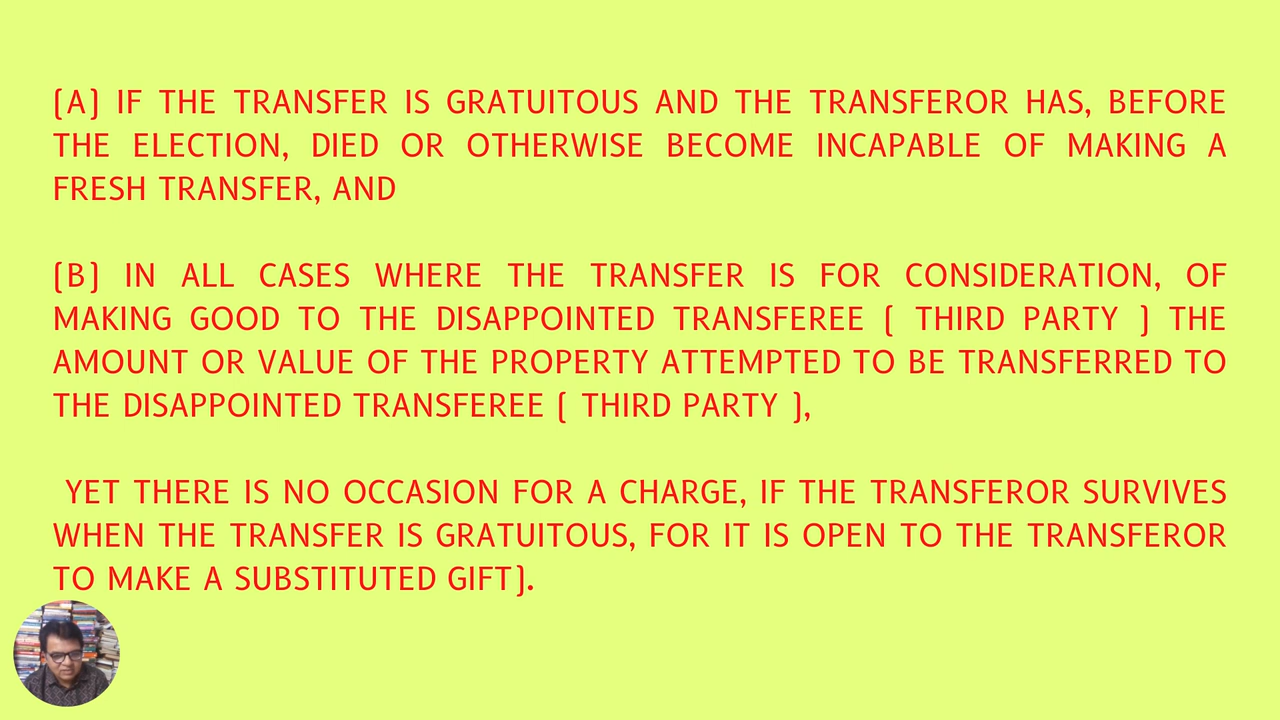 (A) IF THE TRANSFER IS GRATUITOUS AND THE TRANSFEROR HAS, BEFORE
THE ELECTION, DIED OR OTHERWISE BECOME INCAPABLE OF MAKING A
FRESH TRANSFER, AND
(B) IN ALL CASES WHERE THE TRANSFER IS FOR CONSIDERATION, OF
MAKING GOOD TO THE DISAPPOINTED TRANSFEREE ( THIRD PARTY ) THE
AMOUNT OR VALUE OF THE PROPERTY ATTEMPTED TO BE TRANSFERRED TO
THE DISAPPOINTED TRANSFEREE ( THIRD PARTY ),
YET THERE IS NO OCCASION FOR A CHARGE, IF THE TRANSFEROR SURVIVES
WHEN THE TRANSFER IS GRATUITOUS, FOR IT IS OPEN TO THE TRANSFEROR
TO MAKE A SUBSTITUTED GIFT).